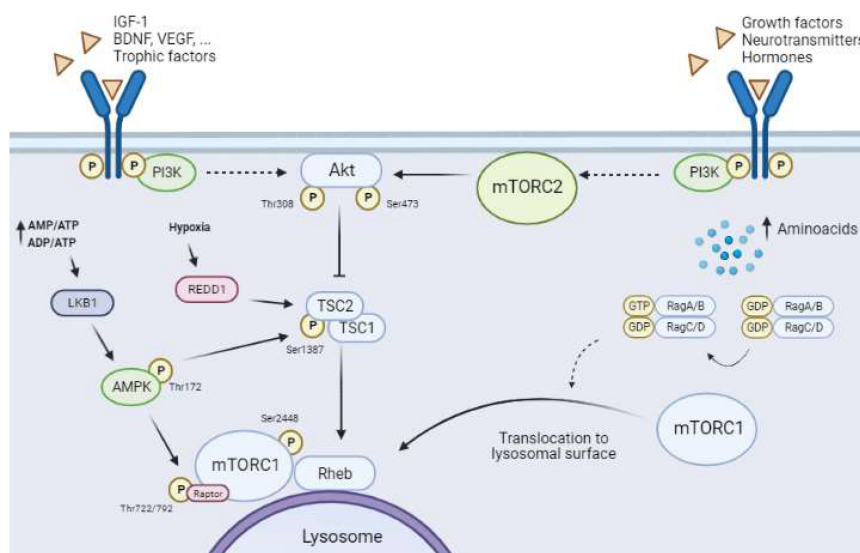 IGF-1
BDNF, VEGF, ...
Trophic factors
Growth factors
Neurotransmitters
Hormones
P
P
PI3K
Akt
P
P
Thr308
Ser473
mTORC2
PI3K
P
P
AMP/ATP
ADP/ATP
Hypoxia
Aminoacids
LKB1
REDD1
TSC2
TSC1
P
Ser1387
GTP
RagA/B
GDP
RagC/D
GDP
RagA/B
GDP
RagC/D
AMPK
P
Thr172
Ser2448
P
mTORC1
Rheb
P
Raptor
Thr722/792
Translocation to
lysosomal surface
mTORC1
Lysosome